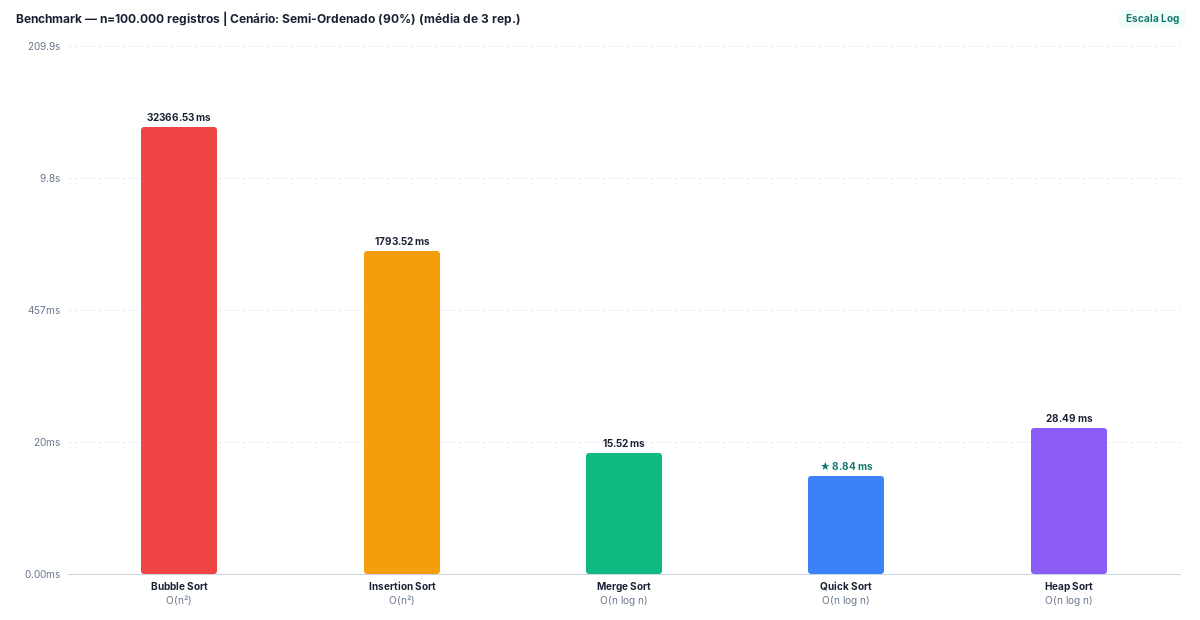 Benchmark — n=100.000 registros | Cenário: Semi-Ordenado (90%) (média de 3 rep.)
Escala Log
209.9s
9.8s
457ms
20ms
0.00ms
32366.53 ms
1793.52 ms
15.52 ms
★ 8.84 ms
28.49 ms
Bubble Sort
O(n²)
Insertion Sort
O(n²)
Merge Sort
O(n log n)
Quick Sort
O(n log n)
Heap Sort
O(n log n)